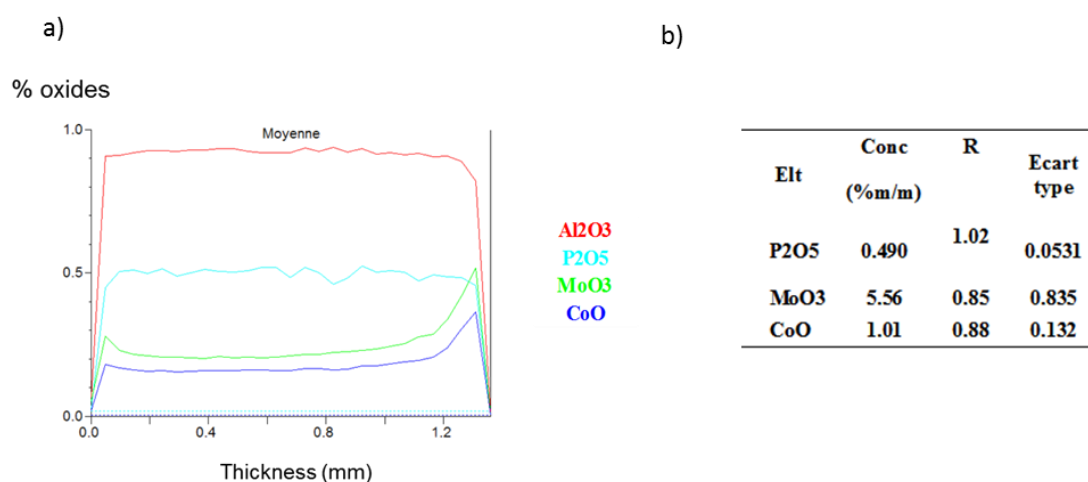 a)
% oxides
Moyenne
1.0
0.5
0.0
0.0 0.4 0.8 1.2
Thickness (mm)
Al2O3
P2O5
MoO3
CoO
b)
Elt Conc (%m/m) R Ecart type
P2O5 0.490 1.02 0.0531
MoO3 5.56 0.85 0.835
CoO 1.01 0.88 0.132